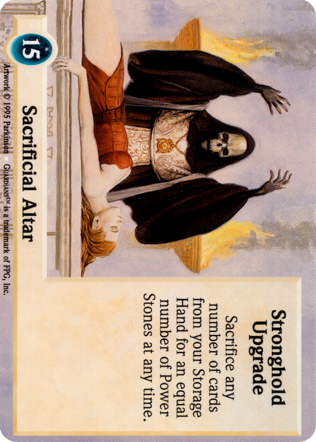 15
Sacrificial Altar
Stronghold
Upgrade
Sacrifice any
number of cards
from your Storage
Hand for an equal
number of Power
Stones at any time.
Artwork © 1995 Parkinson • Guardians™ is a trademark of FPG, Inc.